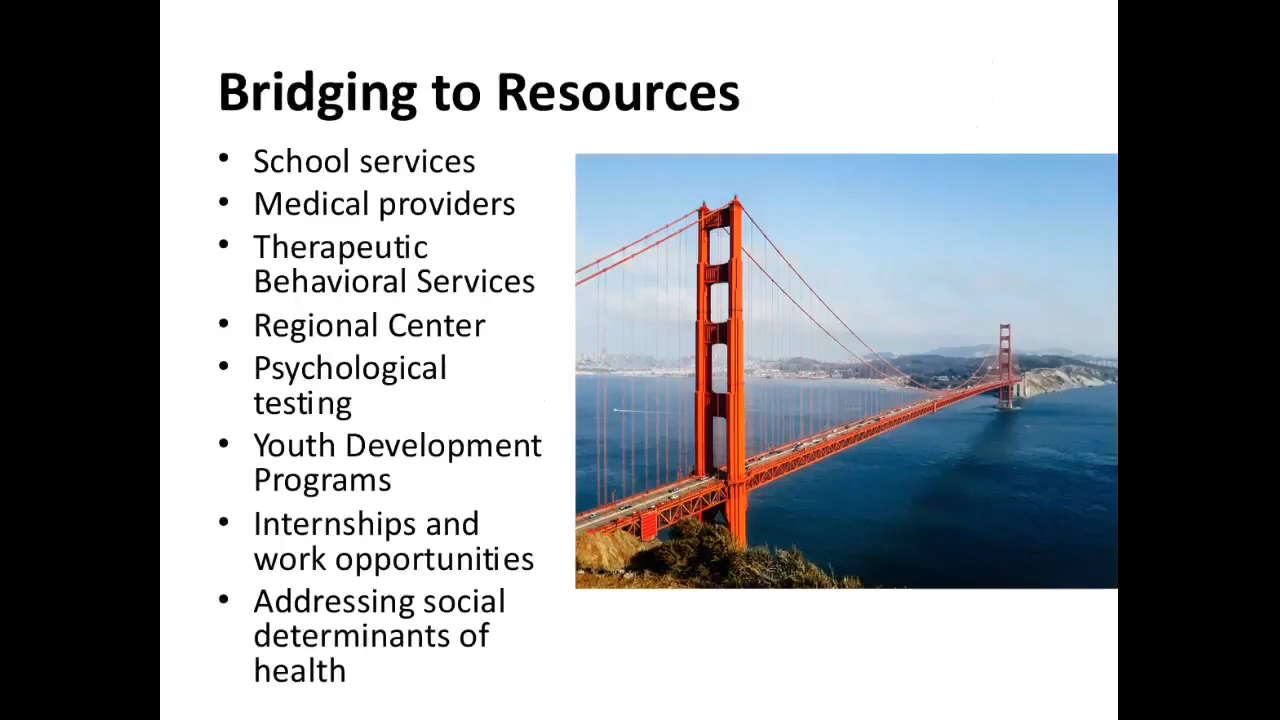 Bridging to Resources
• School services
• Medical providers
• Therapeutic
Behavioral Services
• Regional Center
• Psychological
testing
• Youth Development
Programs
• Internships and
work opportunities
• Addressing social
determinants of
health